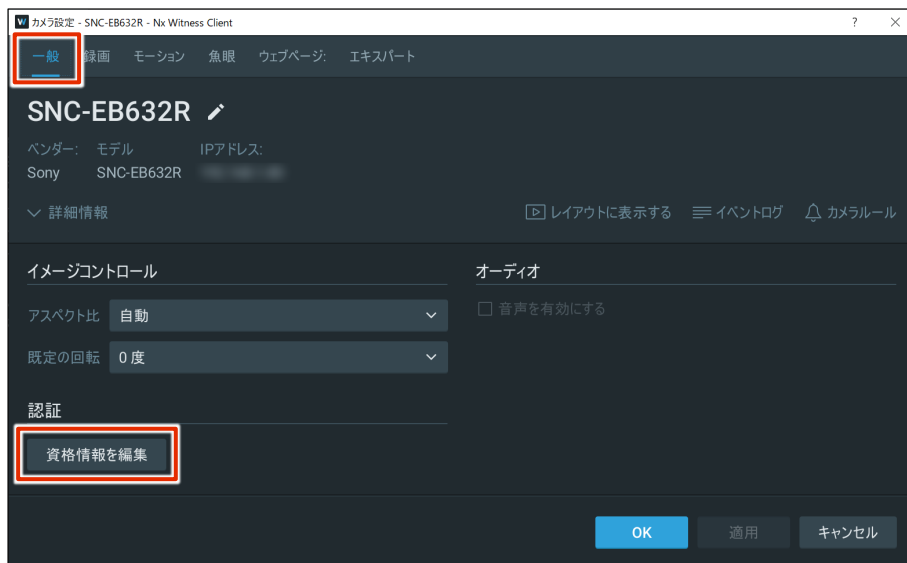 カメラ設定 - SNC-EB632R - Nx Witness Client ?
一般 録画 モーション 魚眼 ウェブページ: エキスパート
SNC-EB632R
ベンダー: モデル IPアドレス:
Sony SNC-EB632R
詳細情報 レイアウトに表示する イベントログ カメラルール
イメージコントロール オーディオ
アスペクト比 自動 音声を有効にする
既定の回転 0 度
認証
資格情報を編集
OK 適用 キャンセル